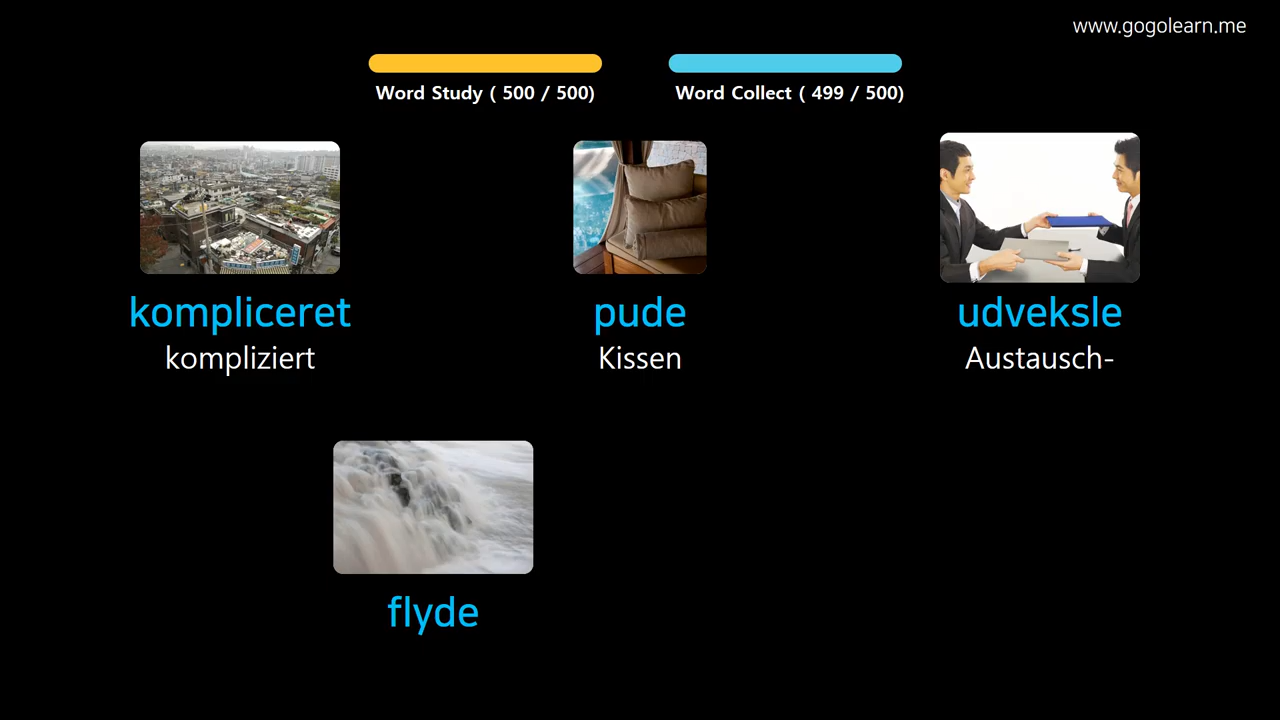 www.gogolearn.me
Word Study ( 500 / 500)
Word Collect ( 499 / 500)
kompliceret
kompliziert
pude
Kissen
udveksle
Austausch-
flyde